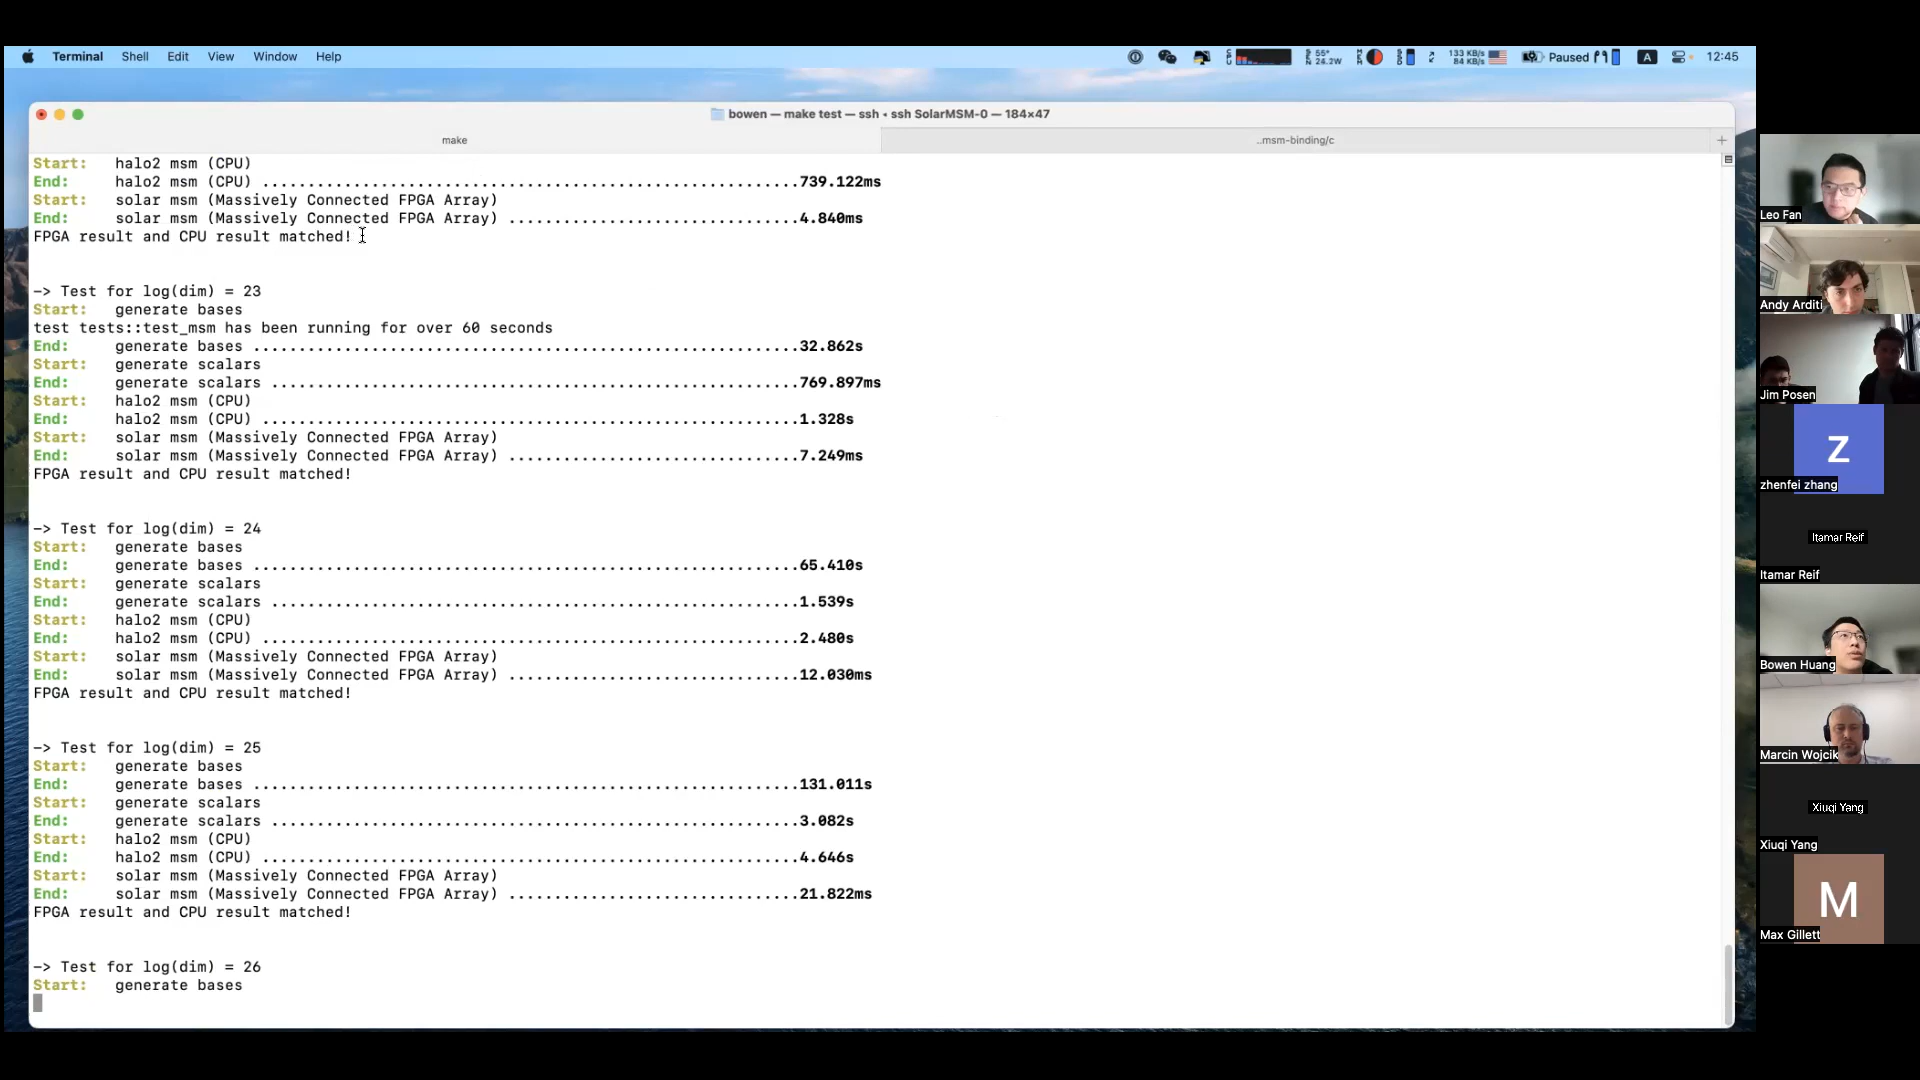 Terminal Shell Edit View Window Help
55°
24.2W
133 KB/s
84 KB/s
Paused
A
12:45
bowen — make test — ssh ‹ ssh SolarMSM-0 — 184×47
make
..msm-binding/c
+
Start: halo2 msm (CPU)
End: halo2 msm (CPU) ...........................................................739.122ms
Start: solar msm (Massively Connected FPGA Array)
End: solar msm (Massively Connected FPGA Array) ................................4.840ms
FPGA result and CPU result matched!
-> Test for log(dim) = 23
Start: generate bases
test tests::test_msm has been running for over 60 seconds
End: generate bases ............................................................32.862s
Start: generate scalars
End: generate scalars ..........................................................769.897ms
Start: halo2 msm (CPU)
End: halo2 msm (CPU) ...........................................................1.328s
Start: solar msm (Massively Connected FPGA Array)
End: solar msm (Massively Connected FPGA Array) ................................7.249ms
FPGA result and CPU result matched!
-> Test for log(dim) = 24
Start: generate bases
End: generate bases ............................................................65.410s
Start: generate scalars
End: generate scalars ..........................................................1.539s
Start: halo2 msm (CPU)
End: halo2 msm (CPU) ...........................................................2.480s
Start: solar msm (Massively Connected FPGA Array)
End: solar msm (Massively Connected FPGA Array) ................................12.030ms
FPGA result and CPU result matched!
-> Test for log(dim) = 25
Start: generate bases
End: generate bases ............................................................131.011s
Start: generate scalars
End: generate scalars ..........................................................3.082s
Start: halo2 msm (CPU)
End: halo2 msm (CPU) ...........................................................4.646s
Start: solar msm (Massively Connected FPGA Array)
End: solar msm (Massively Connected FPGA Array) ................................21.822ms
FPGA result and CPU result matched!
-> Test for log(dim) = 26
Start: generate bases
Leo Fan
Andy Arditi
Jim Posen
Z
zhenfei zhang
Itamar Reif
Itamar Reif
Bowen Huang
Marcin Wojcik
Xiuqi Yang
Xiuqi Yang
M
Max Gillett